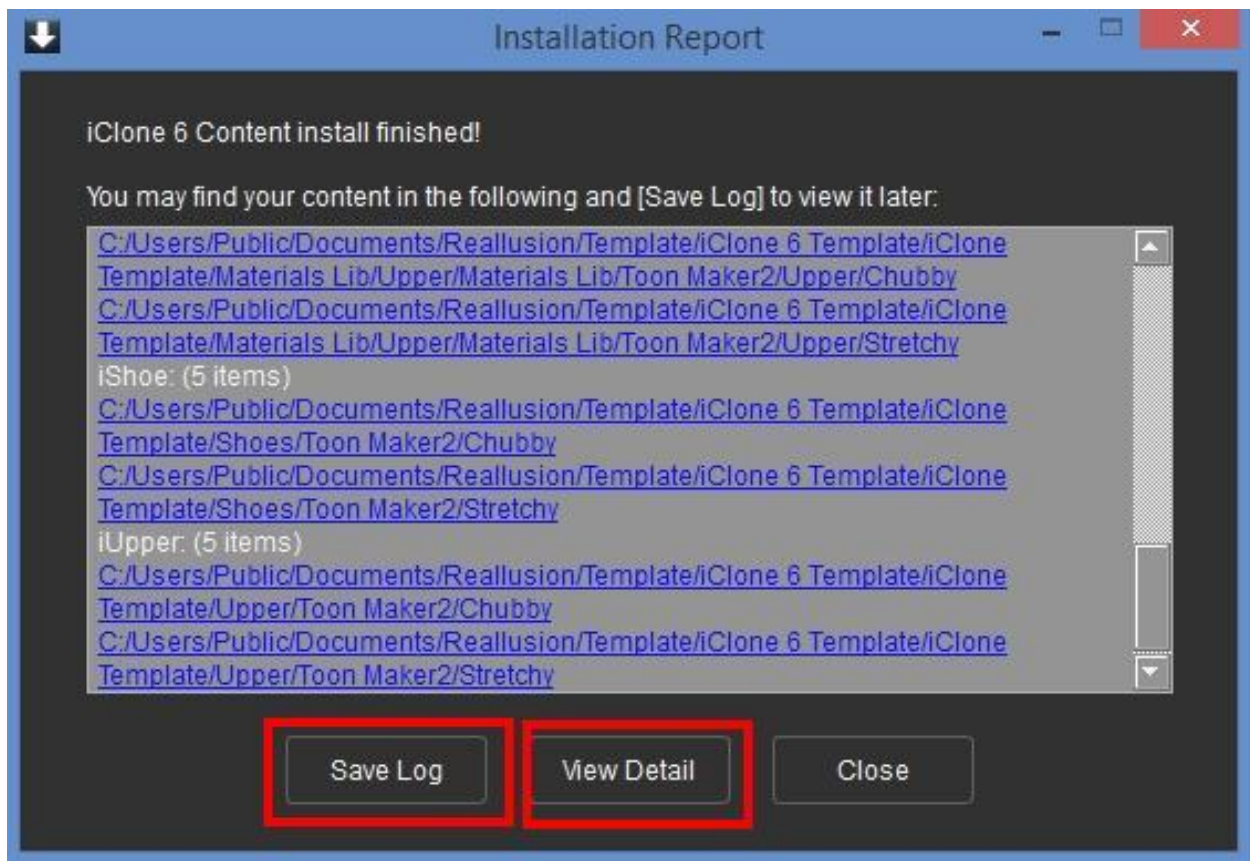 Installation Report
iClone 6 Content install finished!
You may find your content in the following and [Save Log] to view it later:
C:/Users/Public/Documents/Reallusion/Template/iClone 6 Template/iClone
Template/Materials Lib/Upper/Materials Lib/Toon Maker2/Upper/Chubby
C:/Users/Public/Documents/Reallusion/Template/iClone 6 Template/iClone
Template/Materials Lib/Upper/Materials Lib/Toon Maker2/Upper/Stretchy
iShoe: (5 items)
C:/Users/Public/Documents/Reallusion/Template/iClone 6 Template/iClone
Template/Shoes/Toon Maker2/Chubby
C:/Users/Public/Documents/Reallusion/Template/iClone 6 Template/iClone
Template/Shoes/Toon Maker2/Stretchy
iUpper: (5 items)
C:/Users/Public/Documents/Reallusion/Template/iClone 6 Template/iClone
Template/Upper/Toon Maker2/Chubby
C:/Users/Public/Documents/Reallusion/Template/iClone 6 Template/iClone
Template/Upper/Toon Maker2/Stretchy
Save Log View Detail Close